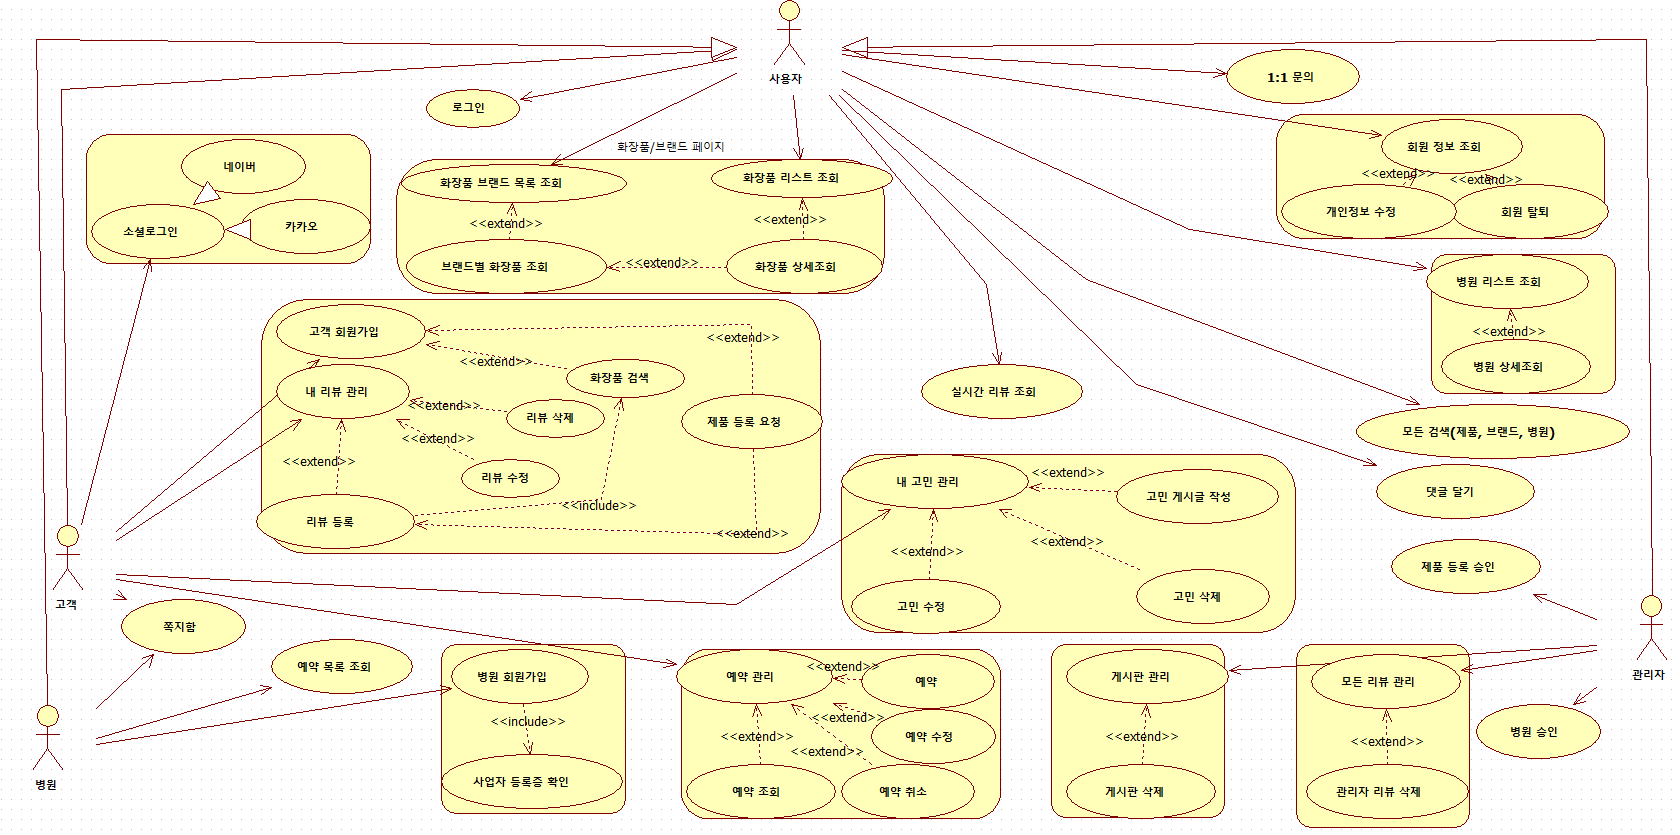 사용자
1:1 문의
로그인
화장품/브랜드 페이지
회원 정보 조회
<<extend>>
<<extend>>
개인정보 수정
회원 탈퇴
네이버
소셜로그인
카카오
화장품 브랜드 목록 조회
화장품 리스트 조회
<<extend>>
<<extend>>
브랜드별 화장품 조회
<<extend>>
화장품 상세조회
병원 리스트 조회
<<extend>>
병원 상세조회
고객 회원가입
<<extend>>
<<extend>>
내 리뷰 관리
화장품 검색
<<extend>>
리뷰 삭제
제품 등록 요청
<<extend>>
<<extend>>
리뷰 수정
<<include>>
리뷰 등록
<<extend>>
실시간 리뷰 조회
모든 검색(제품, 브랜드, 병원)
댓글 달기
내 고민 관리
<<extend>>
고민 게시글 작성
<<extend>>
<<extend>>
고민 수정
고민 삭제
제품 등록 승인
고객
쪽지함
예약 목록 조회
병원 회원가입
<<include>>
사업자 등록증 확인
예약 관리
<<extend>>
예약
<<extend>>
<<extend>>
<<extend>>
예약 수정
예약 조회
예약 취소
게시판 관리
<<extend>>
게시판 삭제
모든 리뷰 관리
<<extend>>
관리자 리뷰 삭제
관리자
병원 승인
병원